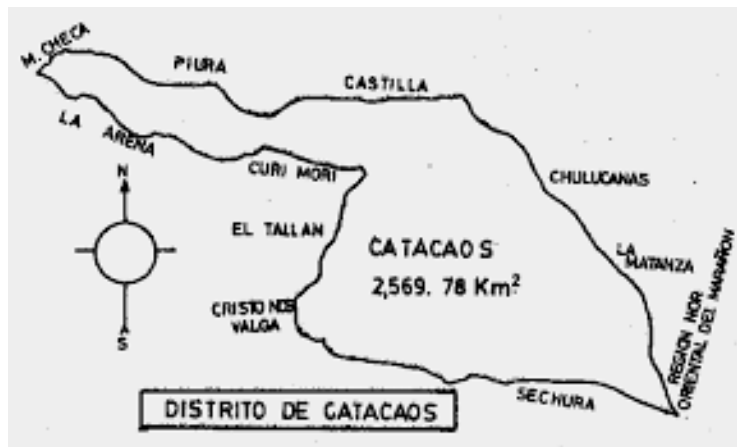 M. CHECA
PIURA
CASTILLA
LA ARENA
CURI MORI
CHULUCANAS
N
EL TALLAN
CATACAOS
2,569. 78 Km²
LA
MATANZA
CRISTO NOS
VALGA
REGION NOR
ORIENTAL DEL MARAÑON
S
SECHURA
DISTRITO DE CATACAOS